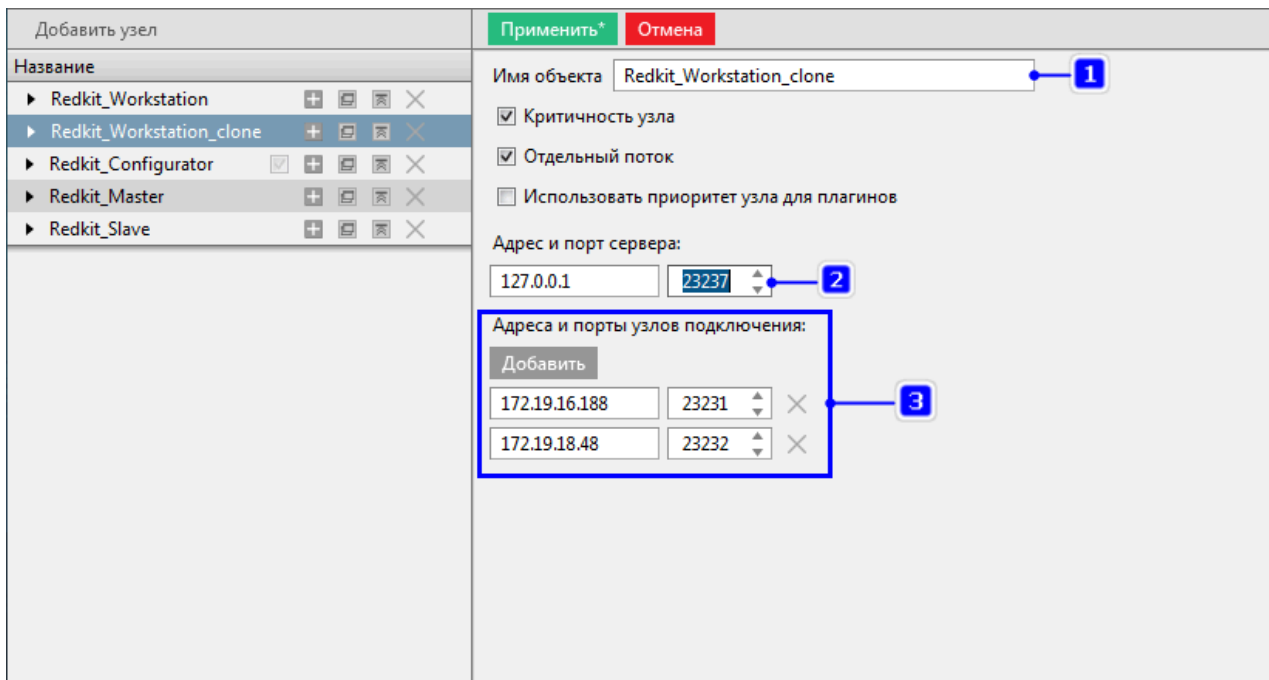 Добавить узел
Применить* Отмена
Название
Redkit_Workstation
Redkit_Workstation_clone
Redkit_Configurator
Redkit_Master
Redkit_Slave
Имя объекта Redkit_Workstation_clone 1
Критичность узла
Отдельный поток
Использовать приоритет узла для плагинов
Адрес и порт сервера:
127.0.0.1 23237 2
Адреса и порты узлов подключения:
Добавить
172.19.16.188 23231 3
172.19.18.48 23232